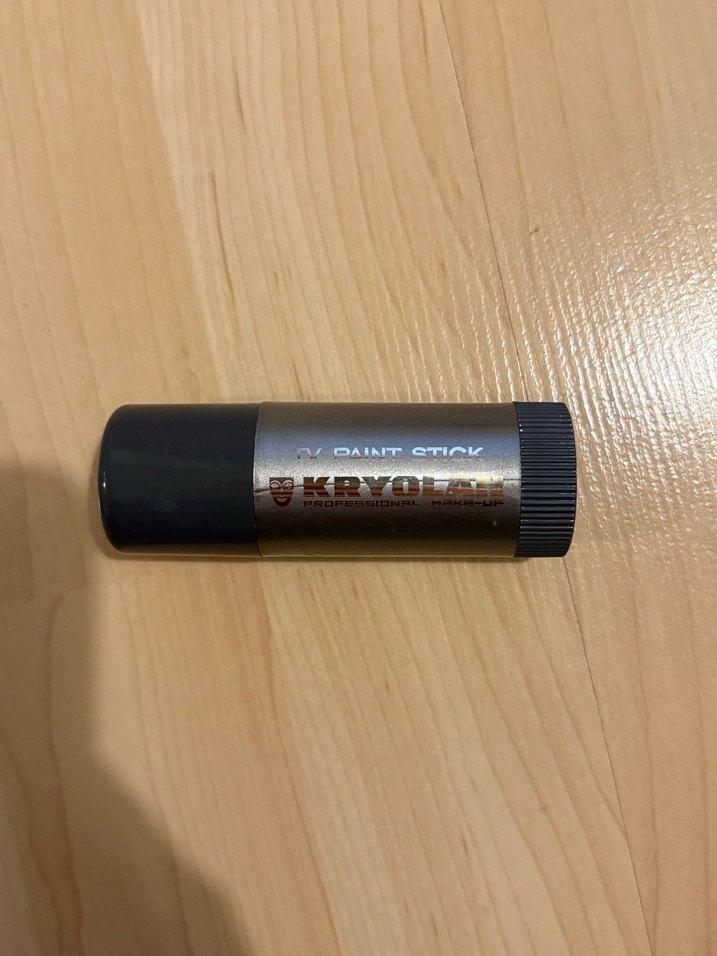 TV PAINT STICK
KRYOLAN
PROFESSIONAL MAKE-UP